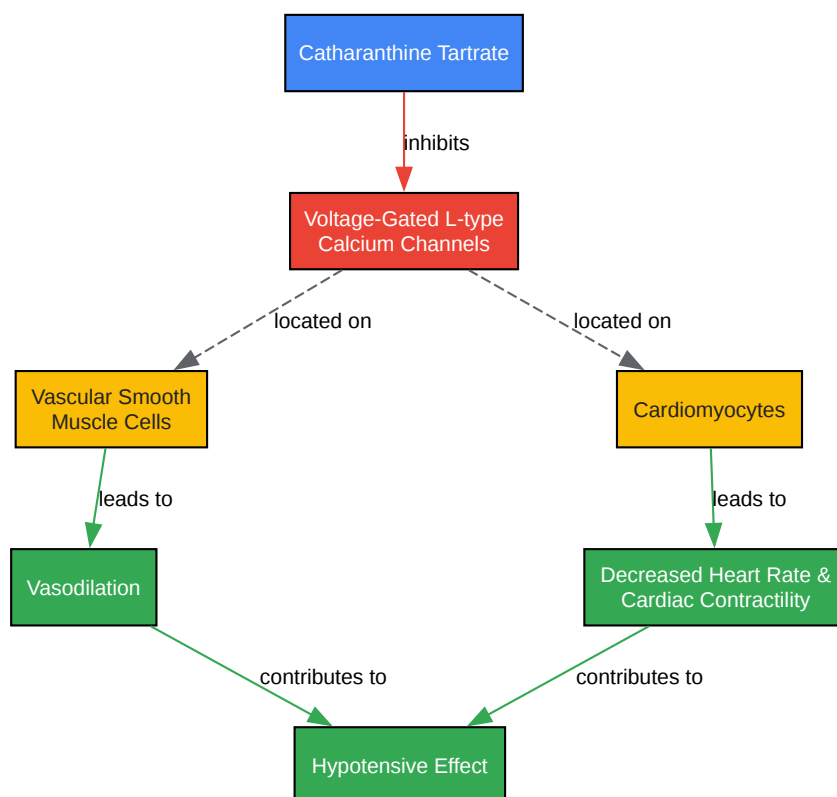 Catharanthine Tartrate
inhibits
Voltage-Gated L-type
Calcium Channels
located on
located on
Vascular Smooth
Muscle Cells
Cardiomyocytes
leads to
leads to
Vasodilation
Decreased Heart Rate &
Cardiac Contractility
contributes to
contributes to
Hypotensive Effect